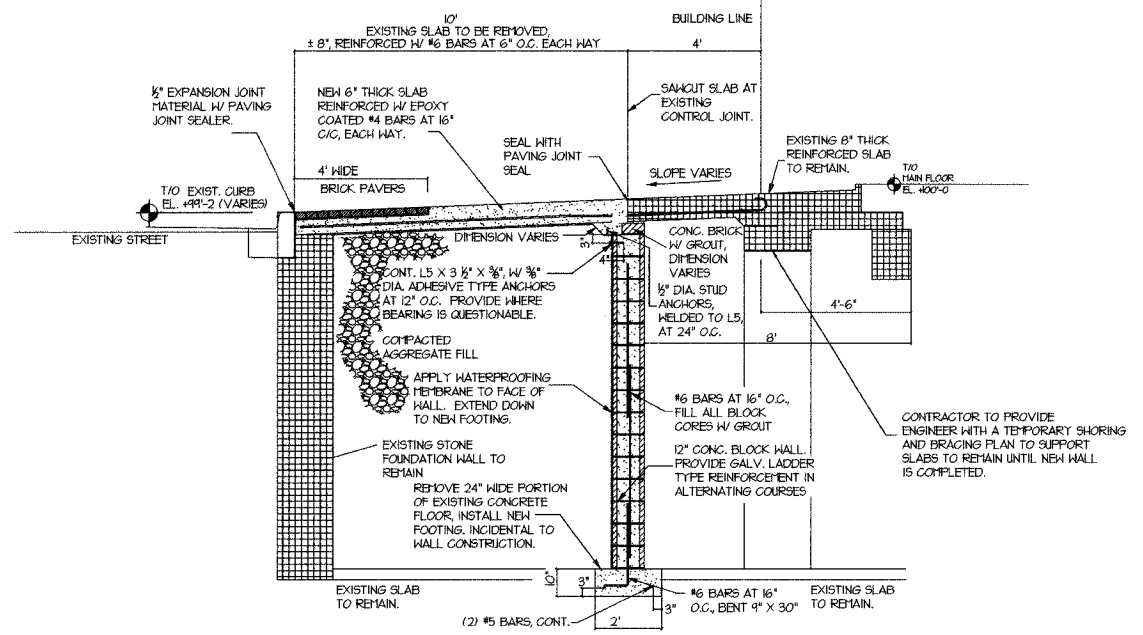 10'
EXISTING SLAB TO BE REMOVED,
± 8", REINFORCED W/ #6 BARS AT 6" O.C. EACH WAY
BUILDING LINE
4'
½" EXPANSION JOINT
MATERIAL W/ PAVING
JOINT SEALER.
NEW 6" THICK SLAB
REINFORCED W/ EPOXY
COATED #4 BARS AT 16"
C/C, EACH WAY.
SAWCUT SLAB AT
EXISTING
CONTROL JOINT.
SEAL WITH
PAVING JOINT
SEAL
EXISTING 8" THICK
REINFORCED SLAB
TO REMAIN.
4' WIDE
BRICK PAVERS
SLOPE VARIES
T/O
MAIN FLOOR
EL. +100'-0
T/O EXIST. CURB
EL. +99'-2 (VARIES)
EXISTING STREET
DIMENSION VARIES
3"
4"
CONC. BRICK
W/ GROUT,
DIMENSION
VARIES
CONT. L5 X 3 ½" X ⅜", W/ ⅜"
DIA. ADHESIVE TYPE ANCHORS
AT 12" O.C. PROVIDE WHERE
BEARING IS QUESTIONABLE.
½" DIA. STUD
ANCHORS,
WELDED TO L5,
AT 24" O.C.
4'-6"
8'
COMPACTED
AGGREGATE FILL
APPLY WATERPROOFING
MEMBRANE TO FACE OF
WALL. EXTEND DOWN
TO NEW FOOTING.
#6 BARS AT 16" O.C.,
FILL ALL BLOCK
CORES W/ GROUT
CONTRACTOR TO PROVIDE
ENGINEER WITH A TEMPORARY SHORING
AND BRACING PLAN TO SUPPORT
SLABS TO REMAIN UNTIL NEW WALL
IS COMPLETED.
EXISTING STONE
FOUNDATION WALL TO
REMAIN
12" CONC. BLOCK WALL.
PROVIDE GALV. LADDER
TYPE REINFORCEMENT IN
ALTERNATING COURSES
REMOVE 24" WIDE PORTION
OF EXISTING CONCRETE
FLOOR, INSTALL NEW
FOOTING. INCIDENTAL TO
WALL CONSTRUCTION.
EXISTING SLAB
TO REMAIN.
10"
3"
#6 BARS AT 16"
O.C., BENT 9" X 30"
EXISTING SLAB
TO REMAIN.
3"
(2) #5 BARS, CONT.
2'